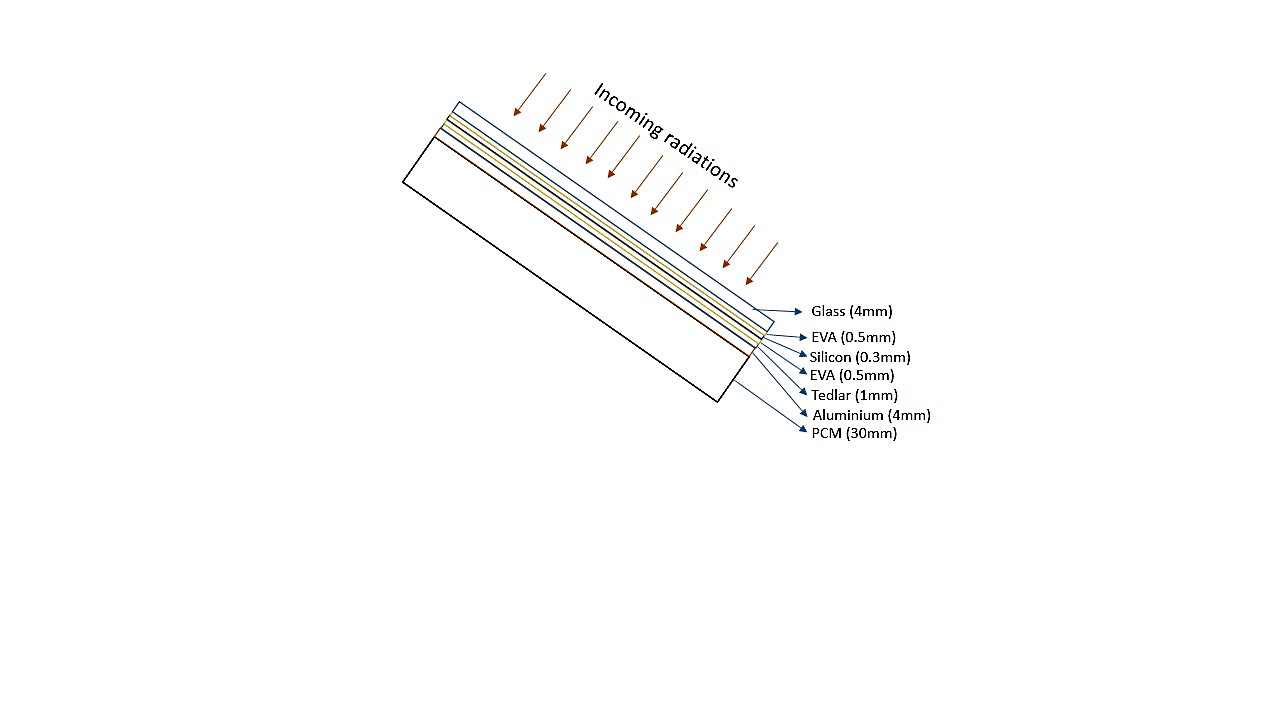 Incoming radiations
Glass (4mm)
EVA (0.5mm)
Silicon (0.3mm)
EVA (0.5mm)
Tedlar (1mm)
Aluminium (4mm)
PCM (30mm)